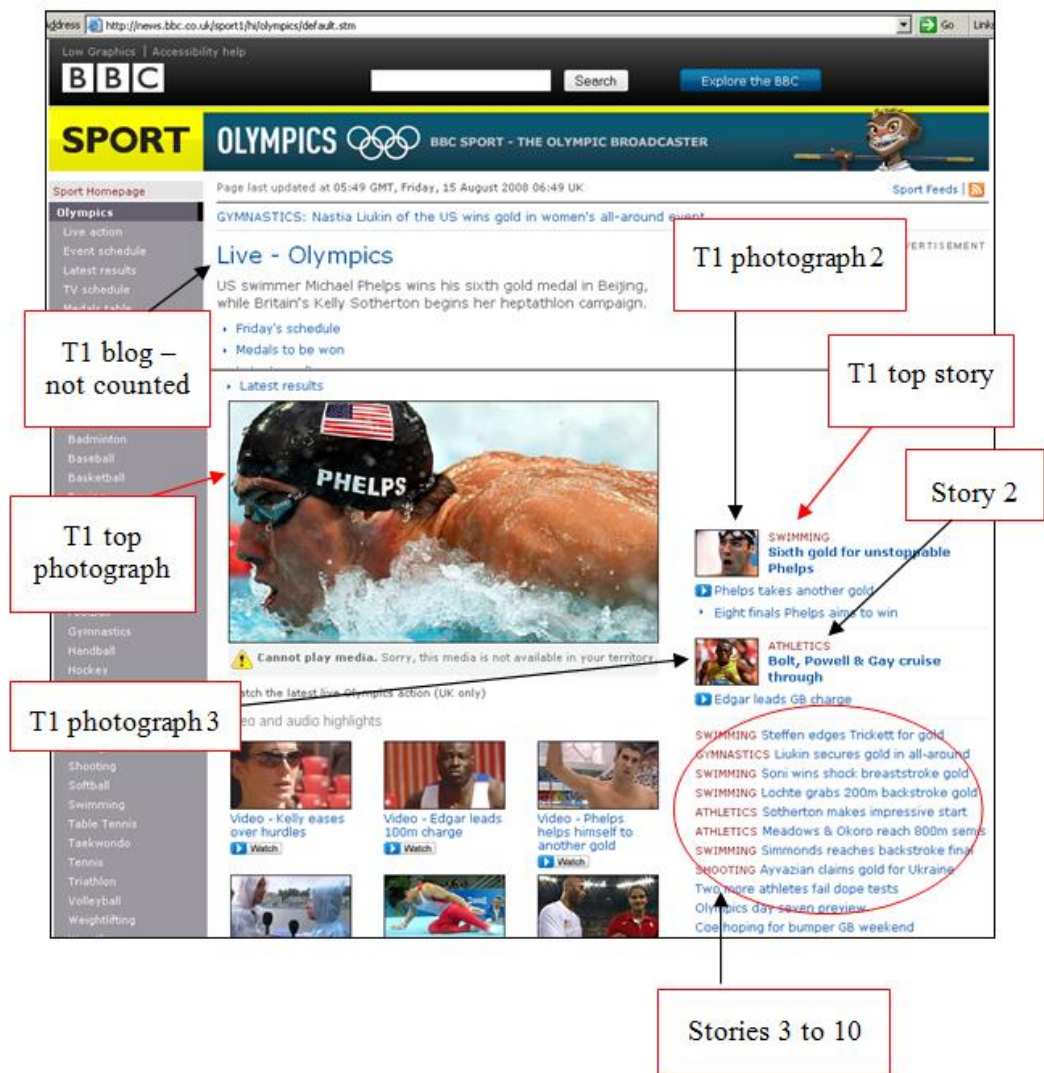 Address http://news.bbc.co.uk/sport1/hi/olympics/default.stm Go Links
Low Graphics | Accessibility help
BBC Search Explore the BBC
SPORT OLYMPICS BBC SPORT - THE OLYMPIC BROADCASTER
Sport Homepage
Olympics
Live action
Event schedule
Latest results
TV schedule
Medals table
Badminton
Baseball
Basketball
Gymnastics
Handball
Hockey
Shooting
Softball
Swimming
Table Tennis
Taekwondo
Tennis
Triathlon
Volleyball
Weightlifting
Page last updated at 05:49 GMT, Friday, 15 August 2008 06:49 UK
Sport Feeds |
GYMNASTICS: Nastia Liukin of the US wins gold in women's all-around event
Live - Olympics
US swimmer Michael Phelps wins his sixth gold medal in Beijing,
while Britain's Kelly Sotherton begins her heptathlon campaign.
Friday's schedule
Medals to be won
Latest results
PHELPS
Cannot play media. Sorry, this media is not available in your territory.
the latest live Olympics action (UK only)
and audio highlights
Video - Kelly eases
over hurdles
Watch
Video - Edgar leads
100m charge
Watch
Video - Phelps
helps himself to
another gold
Watch
SWIMMING
Sixth gold for unstoppable
Phelps
Phelps takes another gold
Eight finals Phelps aims to win
ATHLETICS
Bolt, Powell & Gay cruise
through
Edgar leads GB charge
SWIMMING Steffen edges Trickett for gold
GYMNASTICS Liukin secures gold in all-around
SWIMMING Soni wins shock breaststroke gold
SWIMMING Lochte grabs 200m backstroke gold
ATHLETICS Sotherton makes impressive start
ATHLETICS Meadows & Okoro reach 800m semis
SWIMMING Simmonds reaches backstroke final
SHOOTING Ayvazian claims gold for Ukraine
Two more athletes fail dope tests
Olympics day seven preview
Coe hoping for bumper GB weekend
T1 photograph 2
T1 blog –
not counted
T1 top story
Story 2
T1 top
photograph
T1 photograph 3
Stories 3 to 10